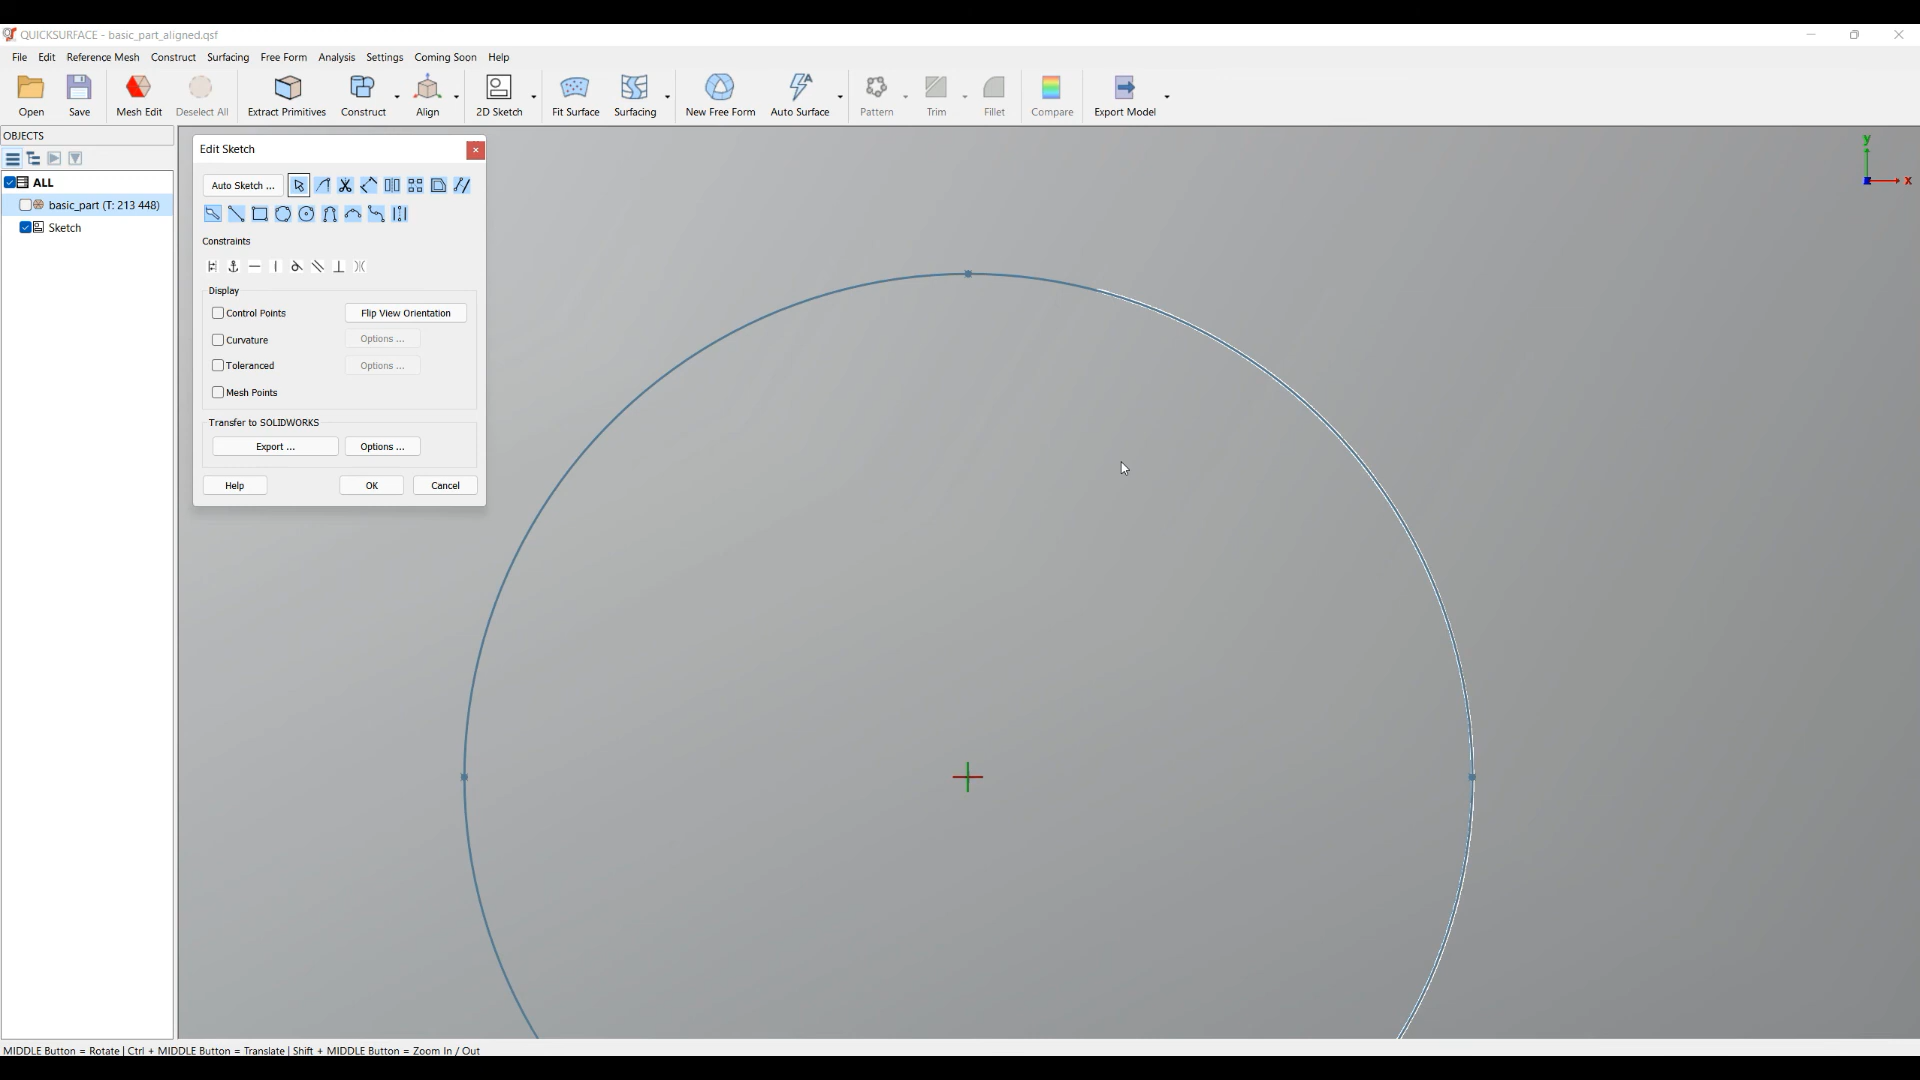 QUICKSURFACE - basic_part_aligned.qsf
File Edit Reference Mesh Construct Surfacing Free Form Analysis Settings Coming Soon Help
Open Save Mesh Edit Deselect All Extract Primitives Construct Align 2D Sketch Fit Surface Surfacing New Free Form Auto Surface Pattern Trim Fillet Compare Export Model
OBJECTS
ALL
basic_part (T: 213 448)
Sketch
Edit Sketch
Auto Sketch ...
Constraints
Display
Control Points Flip View Orientation
Curvature Options ...
Toleranced Options ...
Mesh Points
Transfer to SOLIDWORKS
Export ... Options ...
Help OK Cancel
y
x
MIDDLE Button = Rotate | Ctrl + MIDDLE Button = Translate | Shift + MIDDLE Button = Zoom In / Out